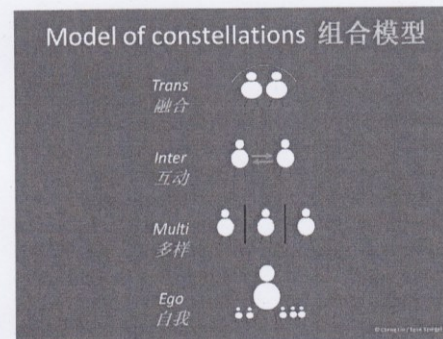 Model of constellations 组合模型
Trans
融合
Inter
互动
Multi
多样
Ego
自我